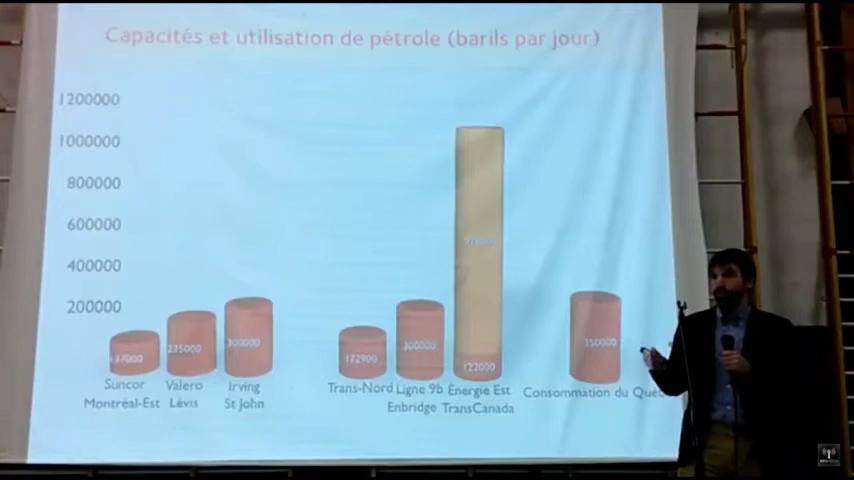 Capacités et utilisation de pétrole (barils par jour)
1200000
1000000
800000
600000
400000
200000
137000
235000
300000
172900
300000
122000
Suncor
Montréal-Est
Valero
Lévis
Irving
St John
Trans-Nord
Ligne 9b
Enbridge
Énergie Est
TransCanada
Consommation du